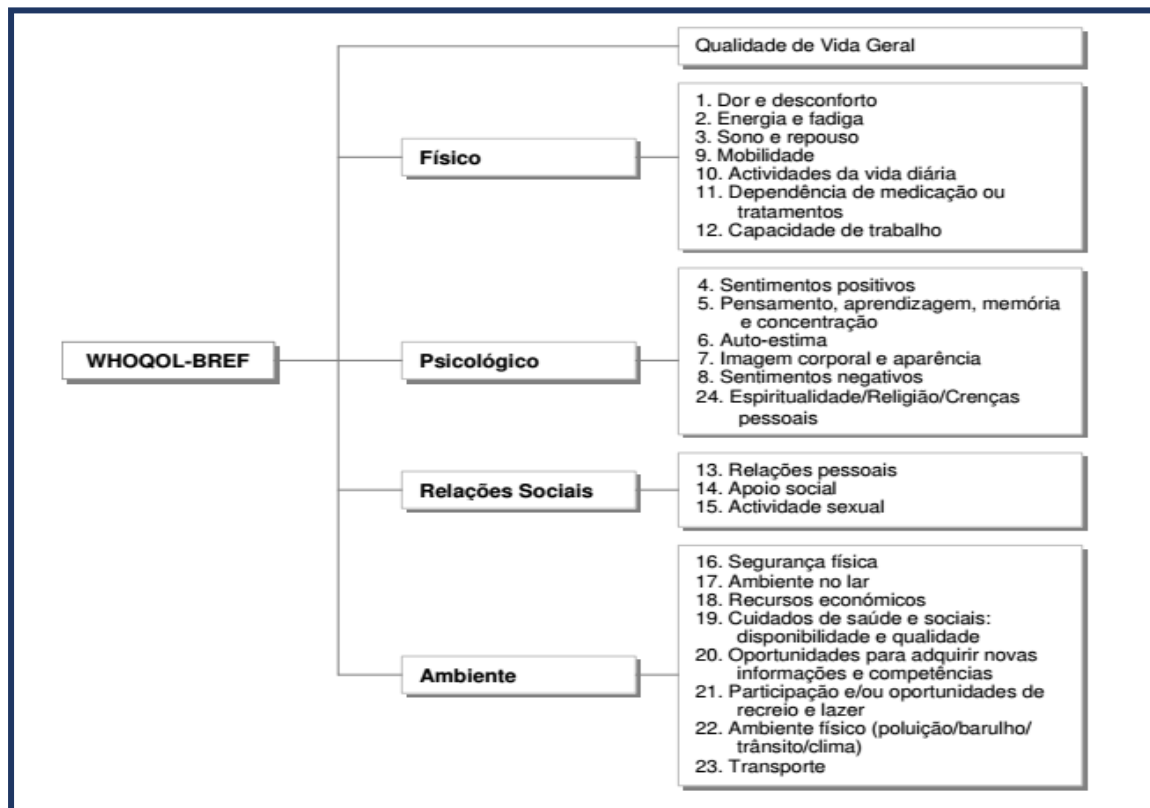 Qualidade de Vida Geral
Físico
1. Dor e desconforto
2. Energia e fadiga
3. Sono e repouso
9. Mobilidade
10. Actividades da vida diária
11. Dependência de medicação ou
tratamentos
12. Capacidade de trabalho
WHOQOL-BREF
Psicológico
4. Sentimentos positivos
5. Pensamento, aprendizagem, memória
e concentração
6. Auto-estima
7. Imagem corporal e aparência
8. Sentimentos negativos
24. Espiritualidade/Religião/Crenças
pessoais
Relações Sociais
13. Relações pessoais
14. Apoio social
15. Actividade sexual
Ambiente
16. Segurança física
17. Ambiente no lar
18. Recursos económicos
19. Cuidados de saúde e sociais:
disponibilidade e qualidade
20. Oportunidades para adquirir novas
informações e competências
21. Participação e/ou oportunidades de
recreio e lazer
22. Ambiente físico (poluição/barulho/
trânsito/clima)
23. Transporte